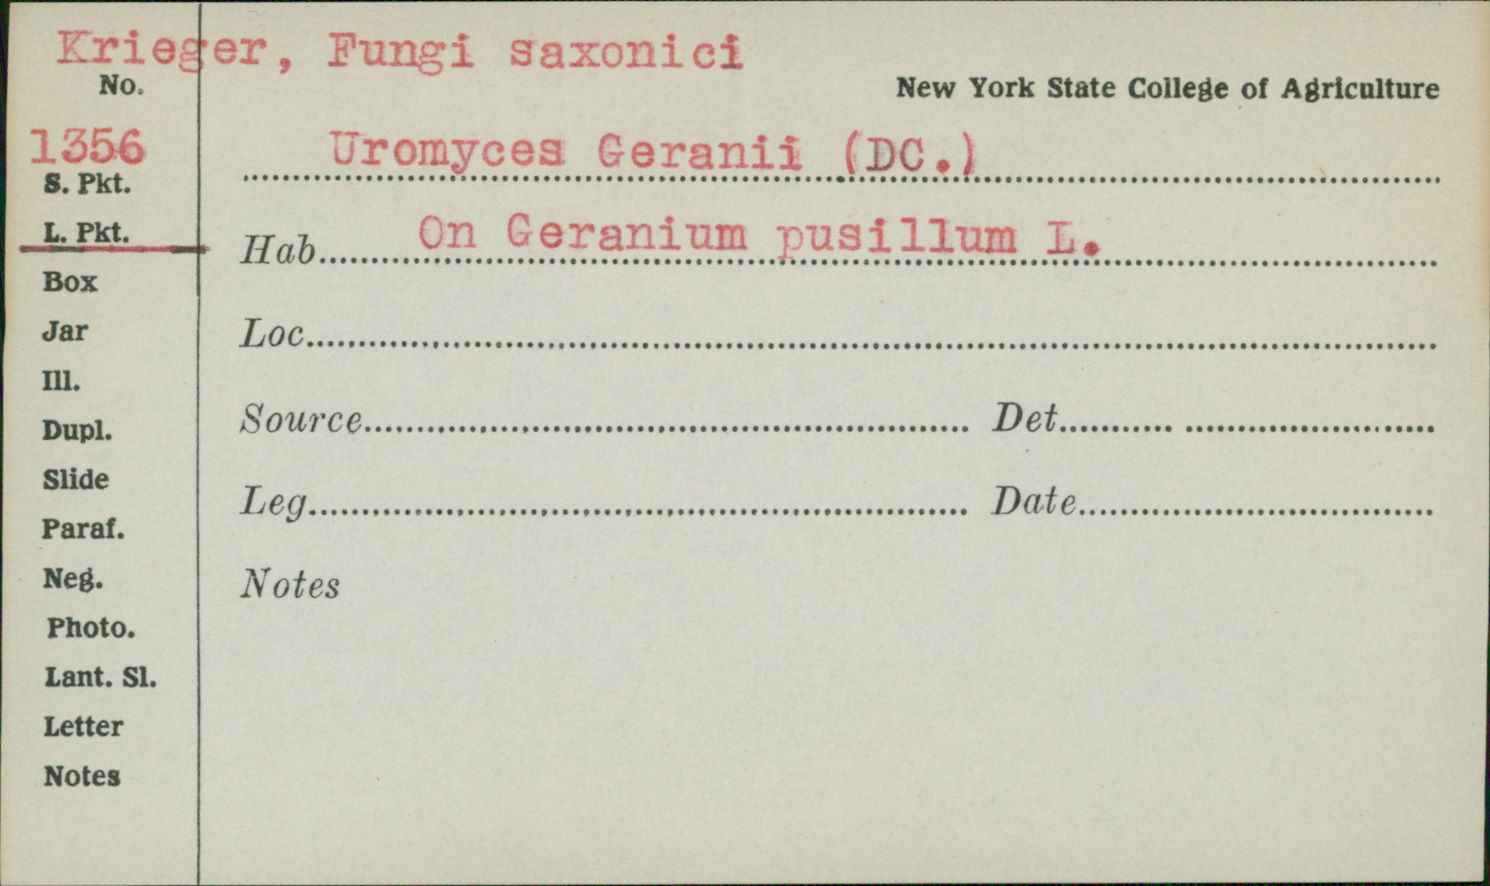 Krieger, Fungi saxonici
No.
New York State College of Agriculture
1356
Uromyces Geranii (DC.)
S. Pkt.
L. Pkt.
Hab. On Geranium pusillum L.
Box
Jar
Loc.
Ill.
Dupl.
Source Det.
Slide
Leg. Date
Paraf.
Neg.
Notes
Photo.
Lant. Sl.
Letter
Notes